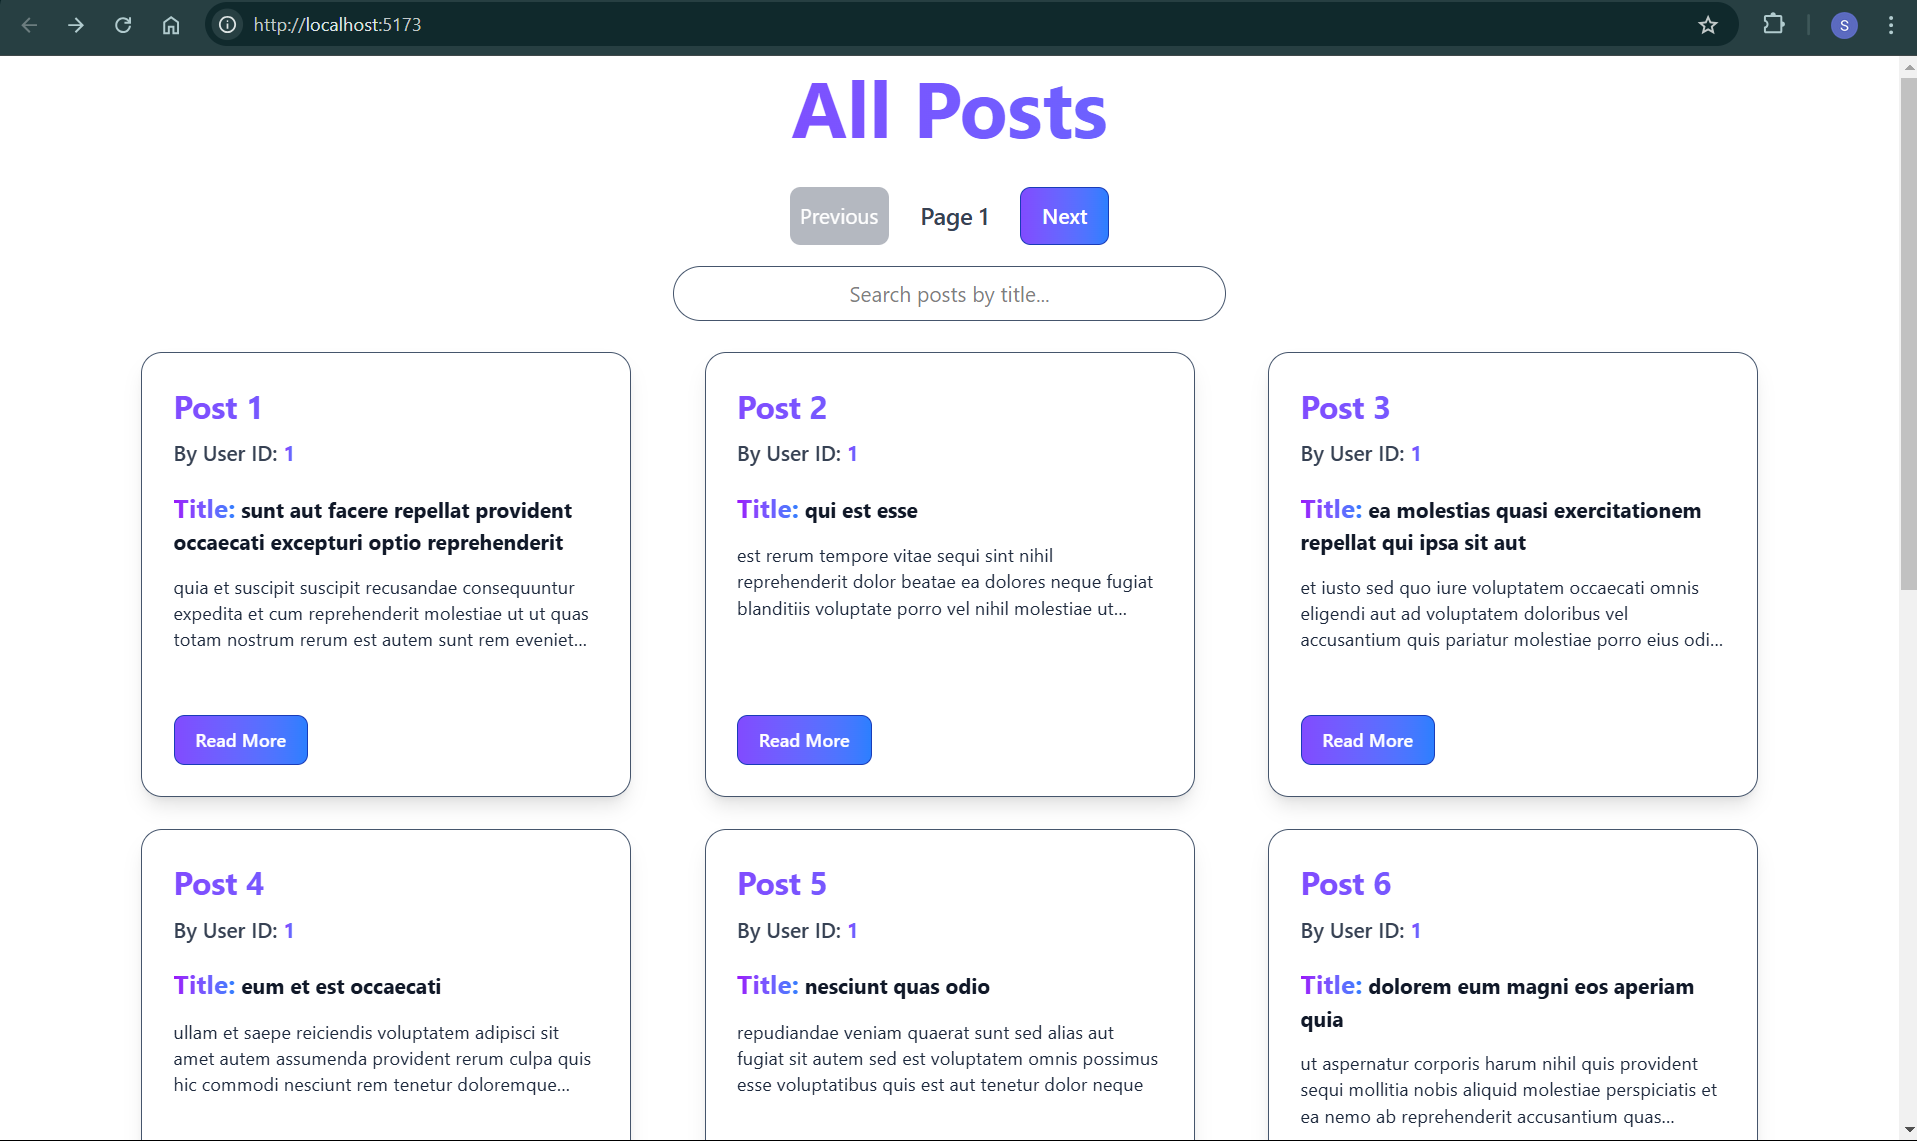 http://localhost:5173
S
All Posts
Previous
Page 1
Next
Search posts by title...
Post 1
By User ID: 1
Title: sunt aut facere repellat provident
occaecati excepturi optio reprehenderit
quia et suscipit suscipit recusandae consequuntur
expedita et cum reprehenderit molestiae ut ut quas
totam nostrum rerum est autem sunt rem eveniet...
Read More
Post 2
By User ID: 1
Title: qui est esse
est rerum tempore vitae sequi sint nihil
reprehenderit dolor beatae ea dolores neque fugiat
blanditiis voluptate porro vel nihil molestiae ut...
Read More
Post 3
By User ID: 1
Title: ea molestias quasi exercitationem
repellat qui ipsa sit aut
et iusto sed quo iure voluptatem occaecati omnis
eligendi aut ad voluptatem doloribus vel
accusantium quis pariatur molestiae porro eius odi...
Read More
Post 4
By User ID: 1
Title: eum et est occaecati
ullam et saepe reiciendis voluptatem adipisci sit
amet autem assumenda provident rerum culpa quis
hic commodi nesciunt rem tenetur doloremque...
Post 5
By User ID: 1
Title: nesciunt quas odio
repudiandae veniam quaerat sunt sed alias aut
fugiat sit autem sed est voluptatem omnis possimus
esse voluptatibus quis est aut tenetur dolor neque
Post 6
By User ID: 1
Title: dolorem eum magni eos aperiam
quia
ut aspernatur corporis harum nihil quis provident
sequi mollitia nobis aliquid molestiae perspiciatis et
ea nemo ab reprehenderit accusantium quas...